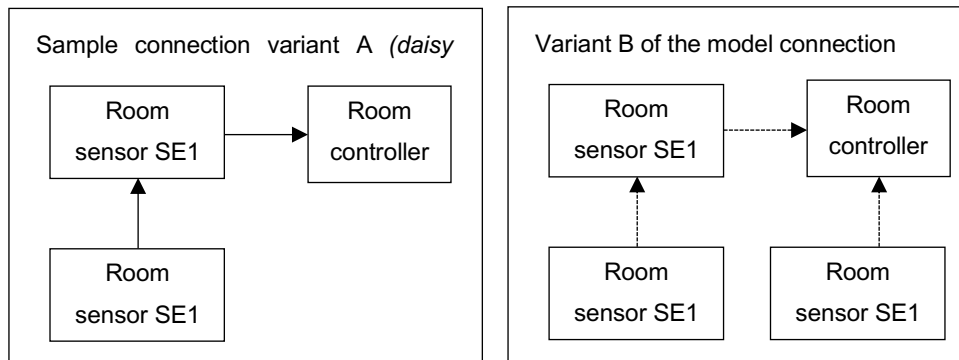 Sample connection variant A (daisy
Room
sensor SE1
Room
controller
Room
sensor SE1
Variant B of the model connection
Room
sensor SE1
Room
controller
Room
sensor SE1
Room
sensor SE1